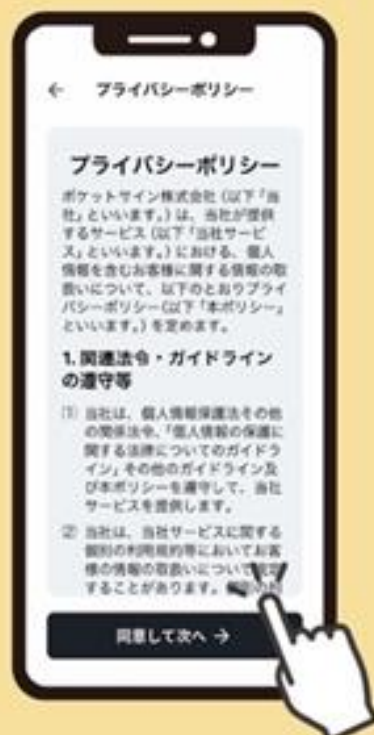 ← プライバシーポリシー
プライバシーポリシー
ポケットサイン株式会社（以下「当
社」といいます。）は、当社が提供
するサービス（以下「当社サービ
ス」といいます。）における、個人
情報を含むお客様に関する情報の取
扱いについて、以下のとおりプライ
バシーポリシー（以下「本ポリシー」
といいます。）を定めます。
1. 関連法令・ガイドライン
の遵守等
(1) 当社は、個人情報保護法その他
の関係法令、「個人情報の保護に
関する法律についてのガイドラ
イン」その他のガイドライン及
び本ポリシーを遵守して、当社
サービスを提供します。
② 当社は、当社サービスに関する
個別の利用規約等においてお客
様の情報の取扱いについて規定
することがあります。
同意して次へ →